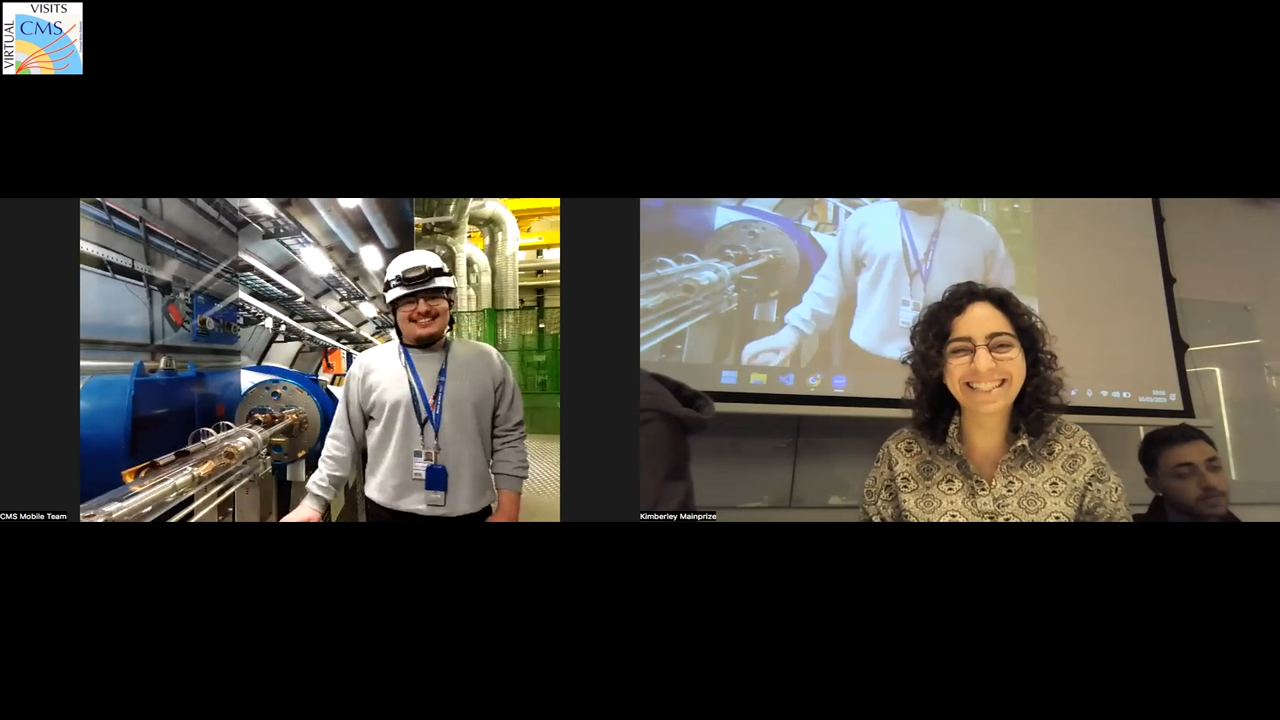 VISITS
CMS
VIRTUAL
CMS Mobile Team
Kimberley Mainprize